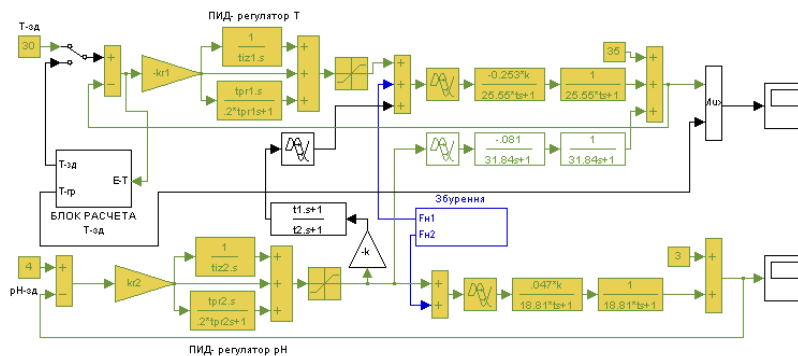 ПИД- регулятор Т
Т-зд
30
+
-
-kr1
1
tiz1.s
tpr1.s
.2*tpr1s+1
+
+
+
+
+
+
-0.253*k
25.55*ts+1
1
25.55*ts+1
35
+
+
+
Mux
-.081
31.84s+1
1
31.84s+1
Т-зд
Т-гр
Е-Т
БЛОК РАСЧЕТА
Т-зд
t1.s+1
t2.s+1
-k
Збурення
Fн1
Fн2
4
рН-зд
+
-
kr2
1
tiz2.s
tpr2.s
.2*tpr2s+1
+
+
+
+
+
.047*k
18.81*ts+1
1
18.81*ts+1
3
+
+
ПИД- регулятор рН